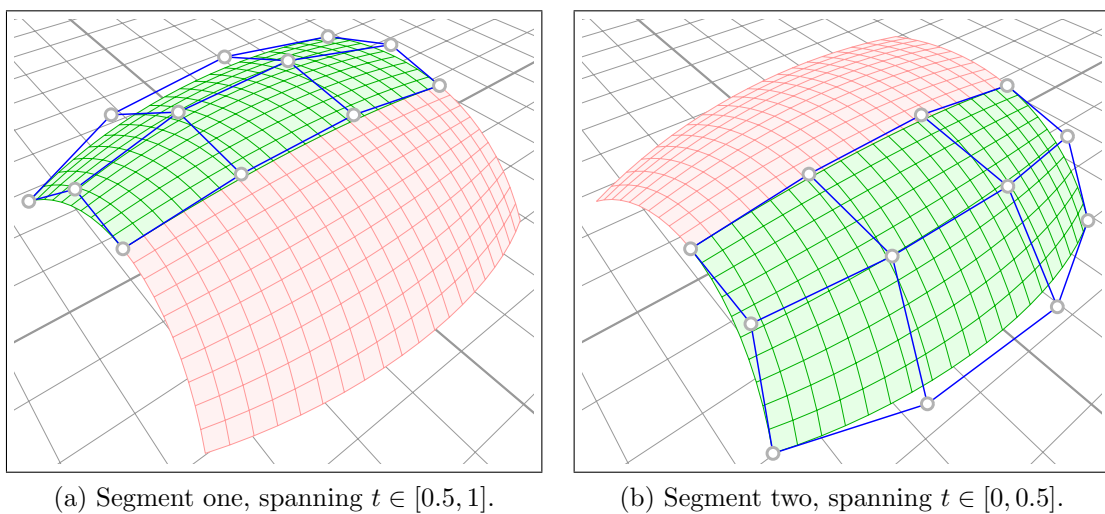 (a) Segment one, spanning t ∈ [0.5, 1].
(b) Segment two, spanning t ∈ [0, 0.5].